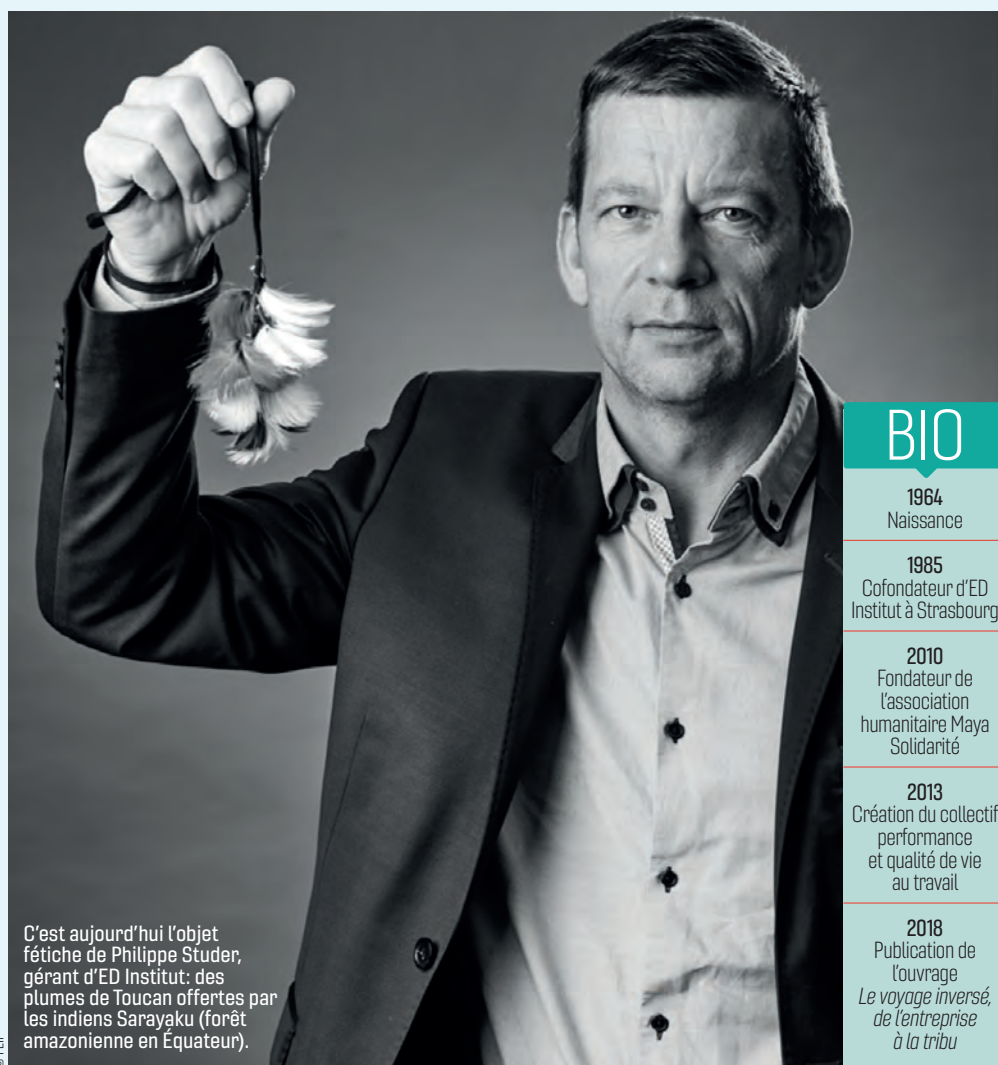 C'est aujourd'hui l'objet
fétiche de Philippe Studer,
gérant d'ED Institut: des
plumes de Toucan offertes par
les indiens Sarayaku (forêt
amazonienne en Équateur).
BIO
1964
Naissance
1985
Cofondateur d'ED
Institut à Strasbourg
2010
Fondateur de
l'association
humanitaire Maya
Solidarité
2013
Création du collectif
performance
et qualité de vie
au travail
2018
Publication de
l'ouvrage
Le voyage inversé,
de l'entreprise
à la tribu